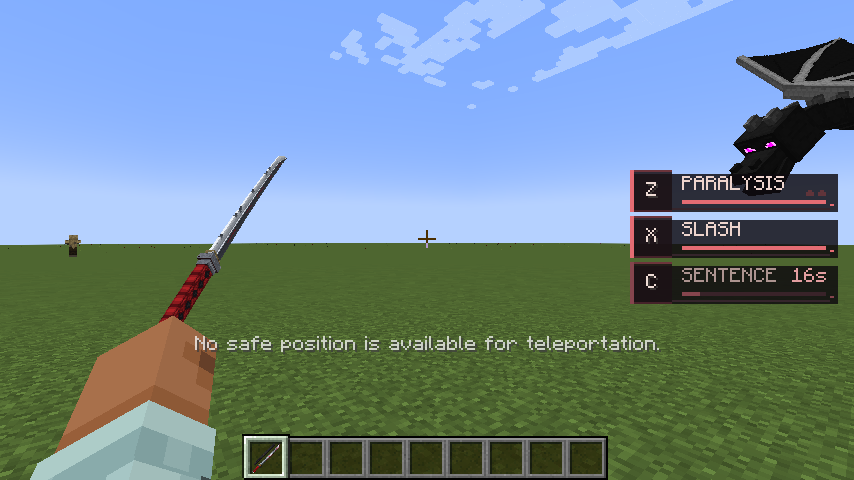 Z PARALYSIS
X SLASH
C SENTENCE 16s
No safe position is available for teleportation.